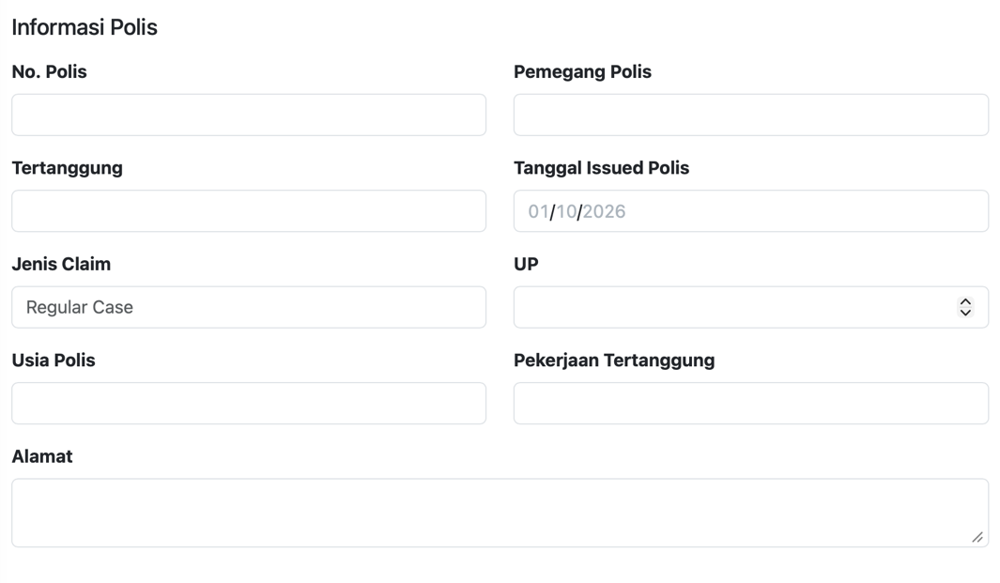 Informasi Polis
No. Polis
Pemegang Polis
Tertanggung
Tanggal Issued Polis
01/10/2026
Jenis Claim
UP
Regular Case
Usia Polis
Pekerjaan Tertanggung
Alamat